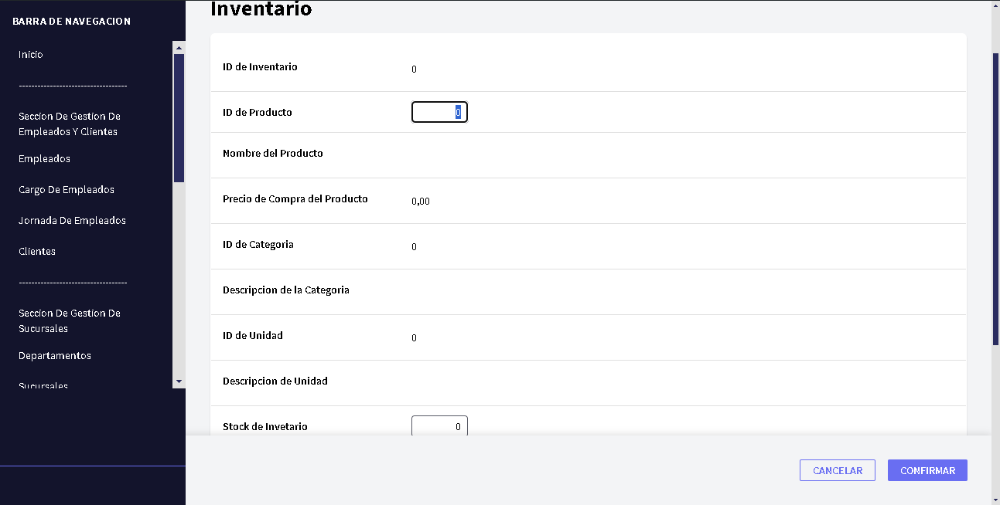 BARRA DE NAVEGACION
Inicio
-----------------------------------
Seccion De Gestion De
Empleados Y Clientes
Empleados
Cargo De Empleados
Jornada De Empleados
Clientes
-----------------------------------
Seccion De Gestion De
Sucursales
Departamentos
Sucursales
Inventario
ID de Inventario 0
ID de Producto 0
Nombre del Producto
Precio de Compra del Producto 0,00
ID de Categoria 0
Descripcion de la Categoria
ID de Unidad 0
Descripcion de Unidad
Stock de Invetario 0
CANCELAR CONFIRMAR